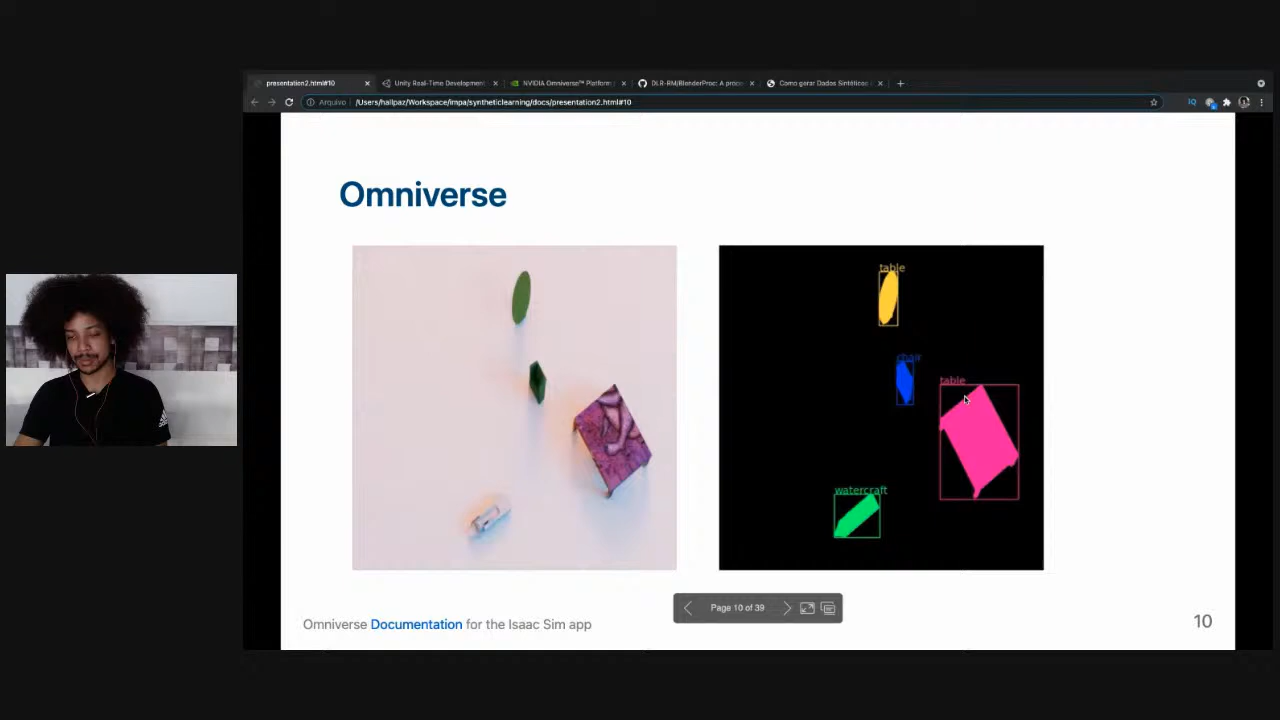 presentation2.html#10
Unity Real-Time Development
NVIDIA Omniverse™ Platform
DLR-RM/BlenderProc: A proce
Como gerar Dados Sintéticos
Arquivo
/Users/hallpaz/Workspace/impa/syntheticlearning/docs/presentation2.html#10
Omniverse
table
chair
table
watercraft
Page 10 of 39
Omniverse Documentation for the Isaac Sim app
10